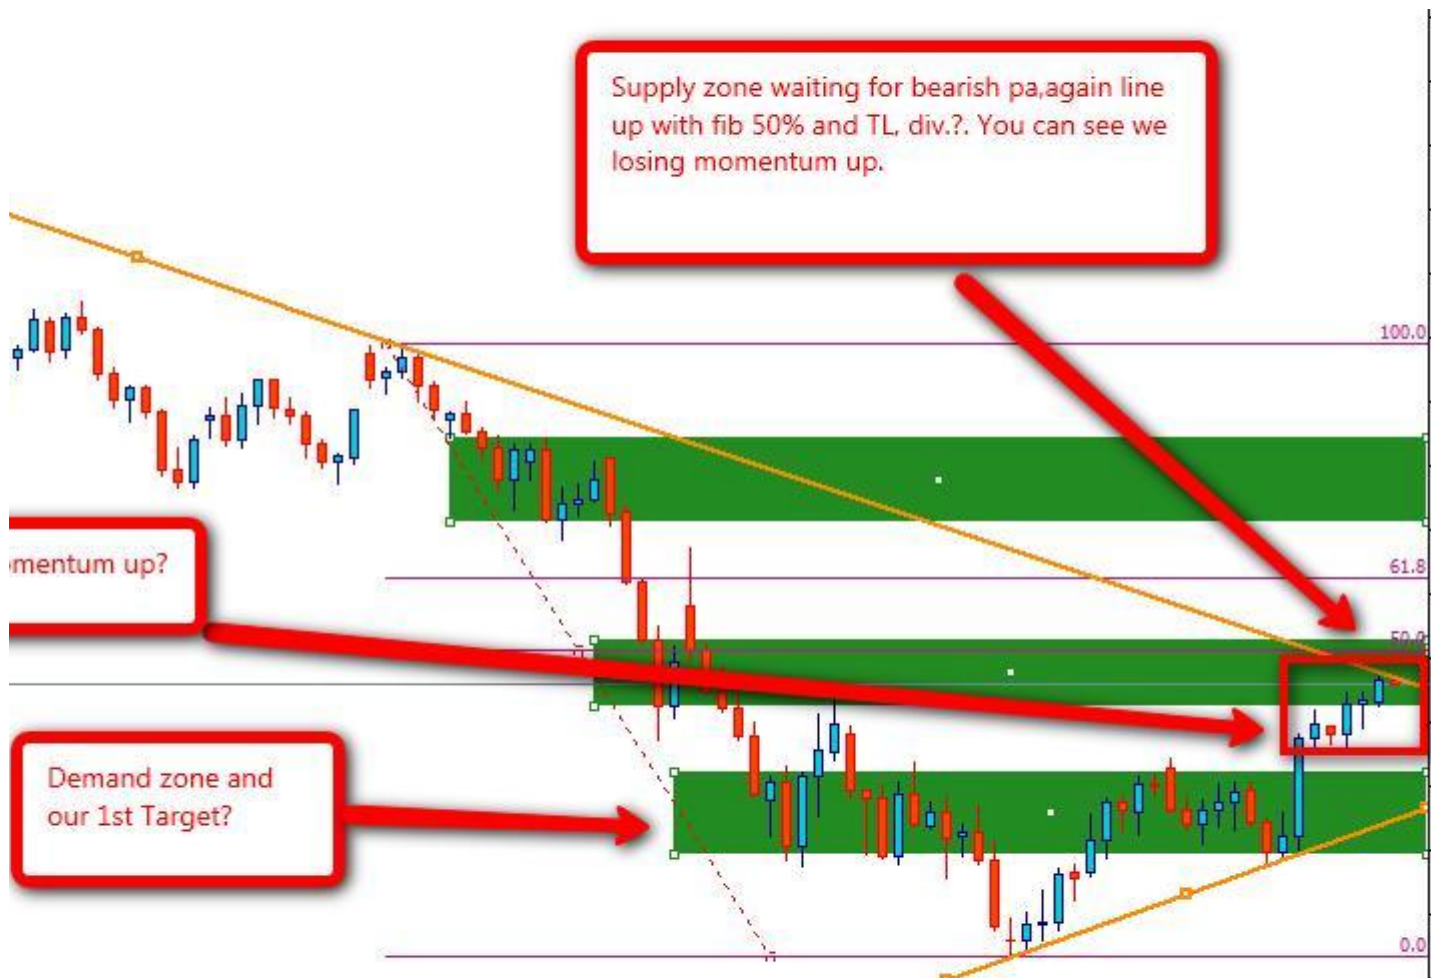 Supply zone waiting for bearish pa,again line
up with fib 50% and TL, div.?. You can see we
losing momentum up.
100.0
61.8
omentum up?
50.0
Demand zone and
our 1st Target?
0.0